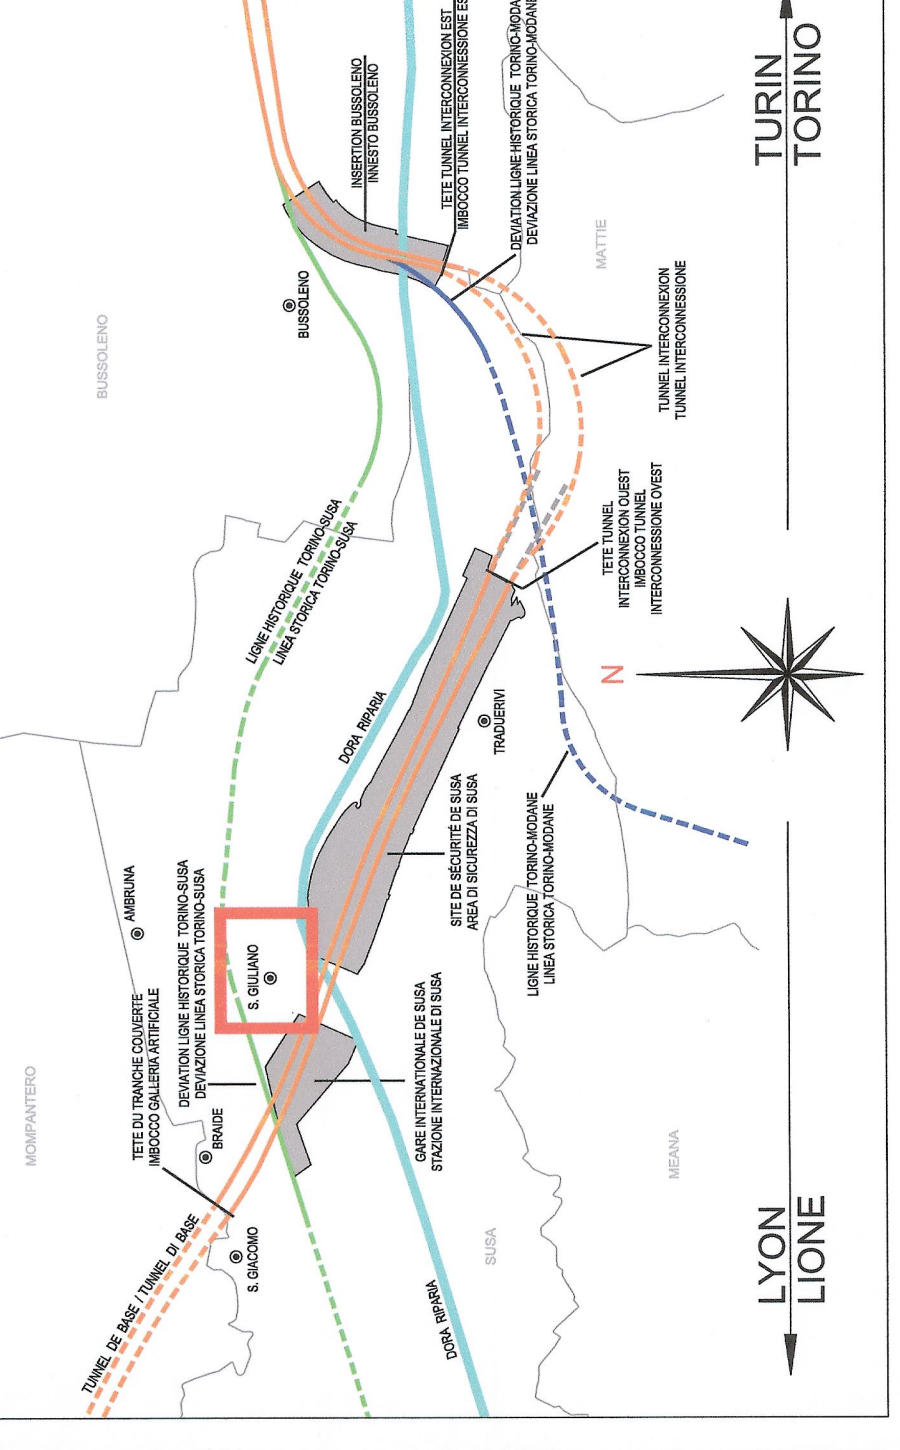 TUNNEL DE BASE / TUNNEL DI BASE
MOMPANTERO
TETE DU TRANCHE COUVERTE
IMBOCCO GALLERIA ARTIFICIALE
S. GIACOMO
BRAIDE
DEVIATION LIGNE HISTORIQUE TORINO-SUSA
DEVIAZIONE LINEA STORICA TORINO-SUSA
AMBRUNA
S. GIULIANO
GARE INTERNATIONALE DE SUSA
STAZIONE INTERNAZIONALE DI SUSA
DORA RIPARIA
SUSA
MEANA
LYON
LIONE
SITE DE SÉCURITÉ DE SUSA
AREA DI SICUREZZA DI SUSA
LIGNE HISTORIQUE TORINO-MODANE
LINEA STORICA TORINO-MODANE
DORA RIPARIA
TRADUERIVI
N
LIGNE HISTORIQUE TORINO-SUSA
LINEA STORICA TORINO-SUSA
TETE TUNNEL
INTERCONNEXION OUEST
IMBOCCO TUNNEL
INTERCONNESSIONE OVEST
BUSSOLENO
BUSSOLENO
TUNNEL INTERCONNEXION
TUNNEL INTERCONNESSIONE
MATTIE
INSERTION BUSSOLENO
INNESTO BUSSOLENO
TETE TUNNEL INTERCONNEXION EST
IMBOCCO TUNNEL INTERCONNESSIONE ES
DEVIATION LIGNE HISTORIQUE TORINO-MODA
DEVIAZIONE LINEA STORICA TORINO-MODANE
TURIN
TORINO